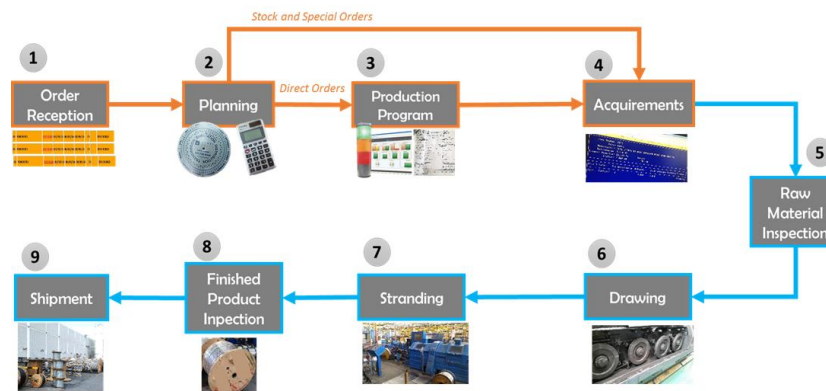 Stock and Special Orders
1
2
3
4
Order
Reception
Planning
Direct Orders
Production
Program
Acquirements
5
Raw
Material
Inspection
9
8
7
6
Shipment
Finished
Product
Inpection
Stranding
Drawing